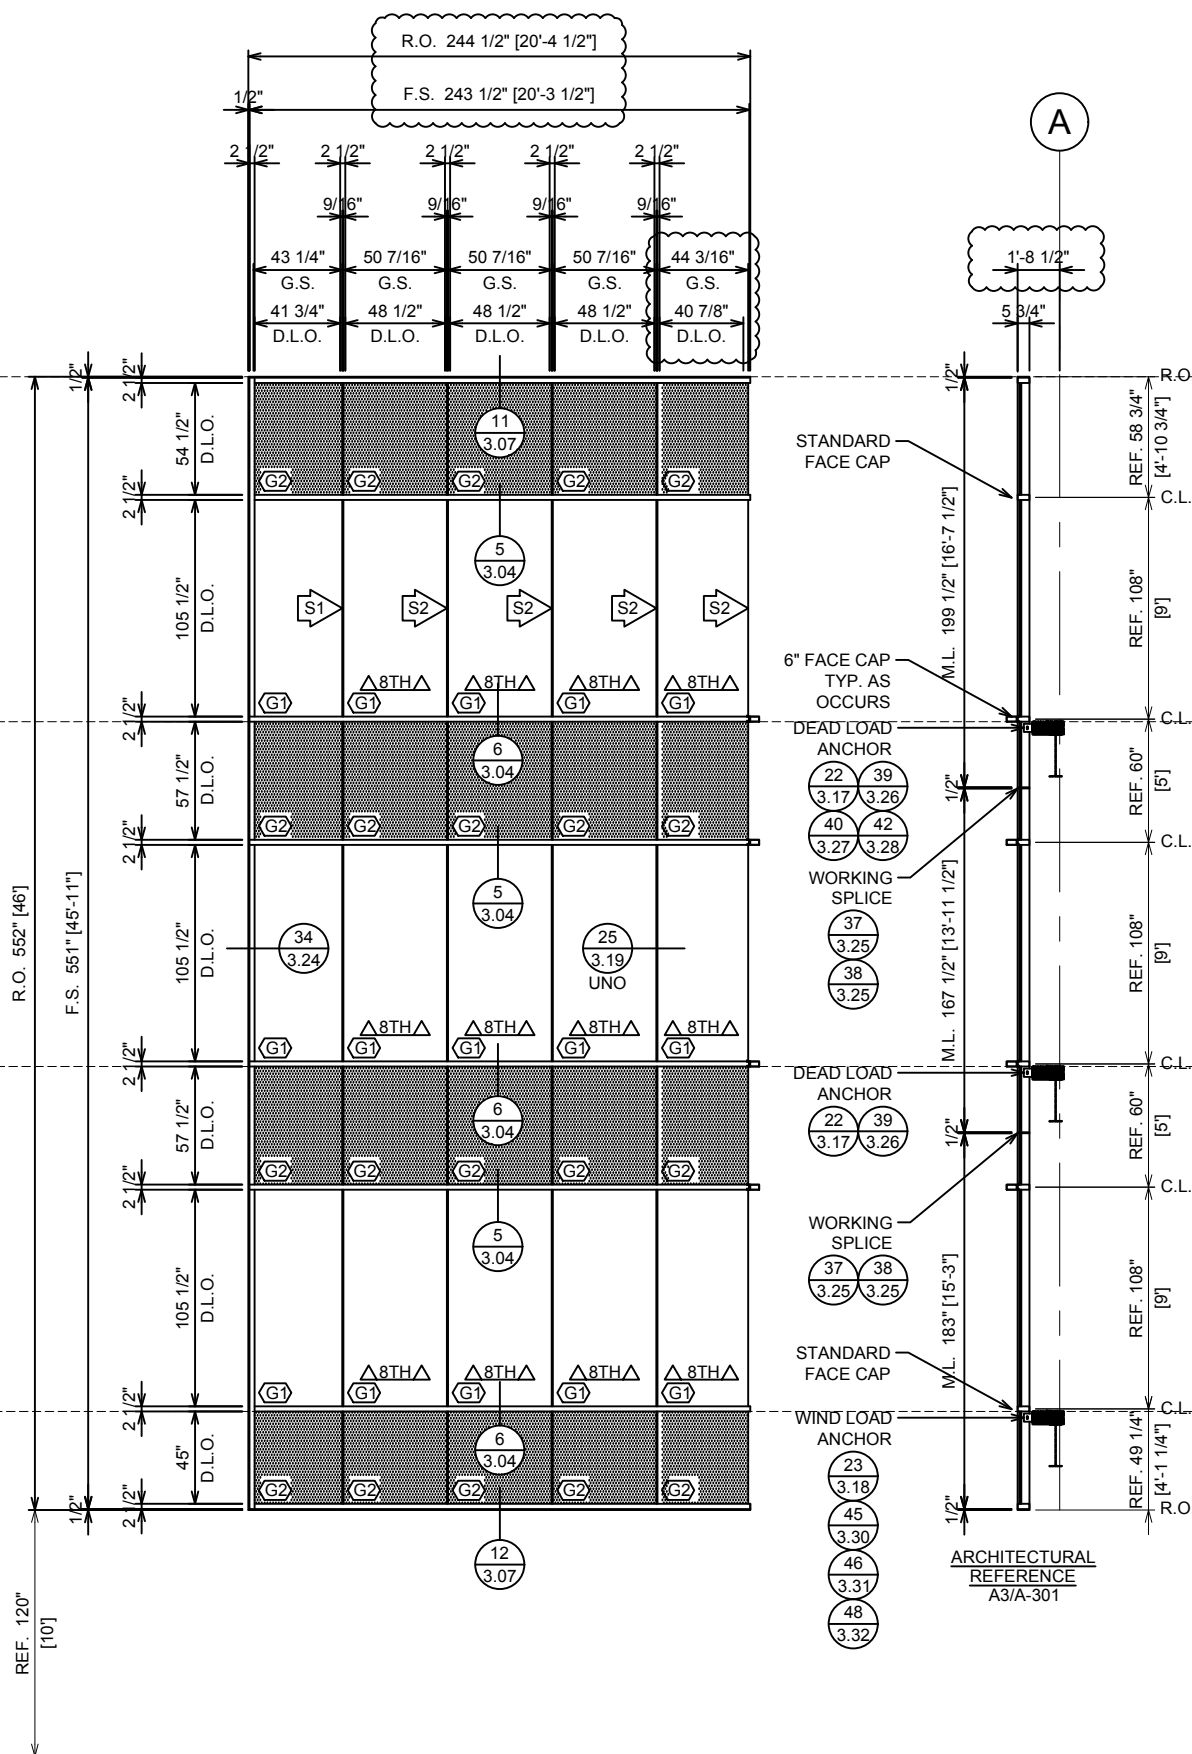 R.O. 244 1/2" [20'-4 1/2"]
F.S. 243 1/2" [20'-3 1/2"]
1/2"
A
2 1/2" 2 1/2" 2 1/2" 2 1/2" 2 1/2"
9/16" 9/16" 9/16" 9/16"
43 1/4" 50 7/16" 50 7/16" 50 7/16" 44 3/16"
G.S. G.S. G.S. G.S. G.S.
41 3/4" 48 1/2" 48 1/2" 48 1/2" 40 7/8"
D.L.O. D.L.O. D.L.O. D.L.O. D.L.O.
1'-8 1/2"
5 3/4"
R.O. 552" [46']
F.S. 551" [45'-11"]
REF. 120"
[10']
1/2"
1/2"
1/2"
2 1/2"
54 1/2"
D.L.O.
2 1/2"
105 1/2"
D.L.O.
2 1/2"
57 1/2"
D.L.O.
2 1/2"
105 1/2"
D.L.O.
2 1/2"
57 1/2"
D.L.O.
2 1/2"
105 1/2"
D.L.O.
2 1/2"
45"
D.L.O.
2 1/2"
11
3.07
G2 G2 G2 G2 G2
5
3.04
S1 S2 S2 S2 S2
8TH 8TH 8TH 8TH
G1 G1 G1 G1 G1
6
3.04
G2 G2 G2 G2 G2
5
3.04
34
3.24
25
3.19
UNO
8TH 8TH 8TH 8TH
G1 G1 G1 G1 G1
6
3.04
G2 G2 G2 G2 G2
5
3.04
8TH 8TH 8TH 8TH
G1 G1 G1 G1 G1
6
3.04
G2 G2 G2 G2 G2
12
3.07
STANDARD
FACE CAP
6" FACE CAP
TYP. AS
OCCURS
DEAD LOAD
ANCHOR
22 39
3.17 3.26
40 42
3.27 3.28
WORKING
SPLICE
37
3.25
38
3.25
DEAD LOAD
ANCHOR
22 39
3.17 3.26
WORKING
SPLICE
37 38
3.25 3.25
STANDARD
FACE CAP
WIND LOAD
ANCHOR
23
3.18
45
3.30
46
3.31
48
3.32
1/2"
M.L. 199 1/2" [16'-7 1/2"]
1/2"
M.L. 167 1/2" [13'-11 1/2"]
1/2"
M.L. 183" [15'-3"]
1/2"
R.O
REF. 58 3/4"
[4'-10 3/4"]
C.L.
REF. 108"
[9']
C.L.
REF. 60"
[5']
C.L.
REF. 108"
[9']
C.L.
REF. 60"
[5']
C.L.
REF. 108"
[9']
C.L.
REF. 49 1/4"
[4'-1 1/4"]
R.O
ARCHITECTURAL
REFERENCE
A3/A-301